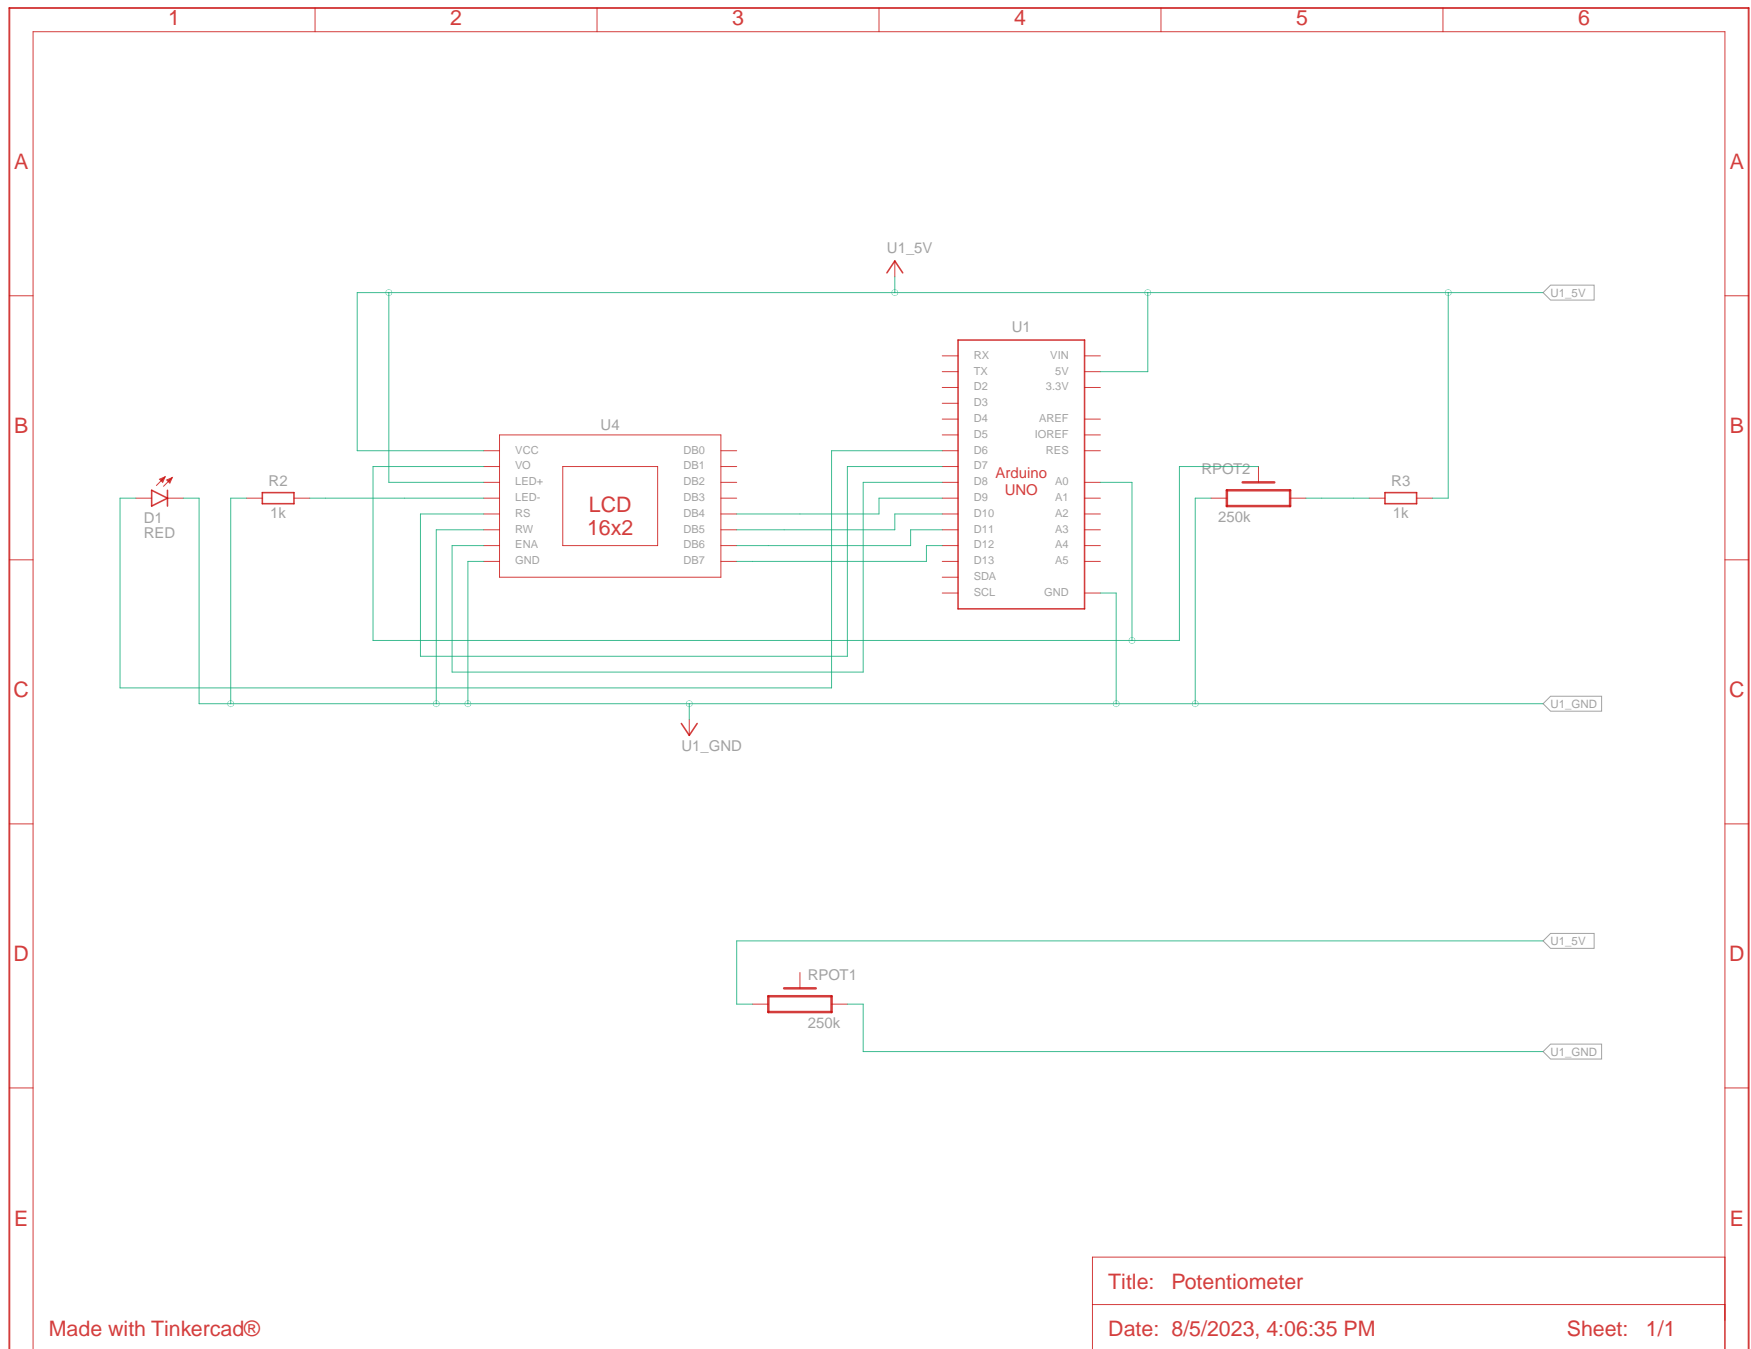 1 2 3 4 5 6
A A
U1_5V
U1_5V
U1
RX VIN
TX 5V
D2 3.3V
D3
D4 AREF
D5 IOREF
D6 RES
D7
D8 A0
D9 A1
D10 A2
D11 A3
D12 A4
D13 A5
SDA
SCL GND
Arduino
UNO
B B
U4
VCC DB0
VO DB1
LED+ DB2
LED- DB3
RS DB4
RW DB5
ENA DB6
GND DB7
LCD
16x2
D1
RED
R2
1k
RPOT2
250k
R3
1k
C C
U1_GND
U1_GND
D D
U1_5V
RPOT1
250k
U1_GND
E E
Title: Potentiometer
Made with Tinkercad®
Date: 8/5/2023, 4:06:35 PM Sheet: 1/1